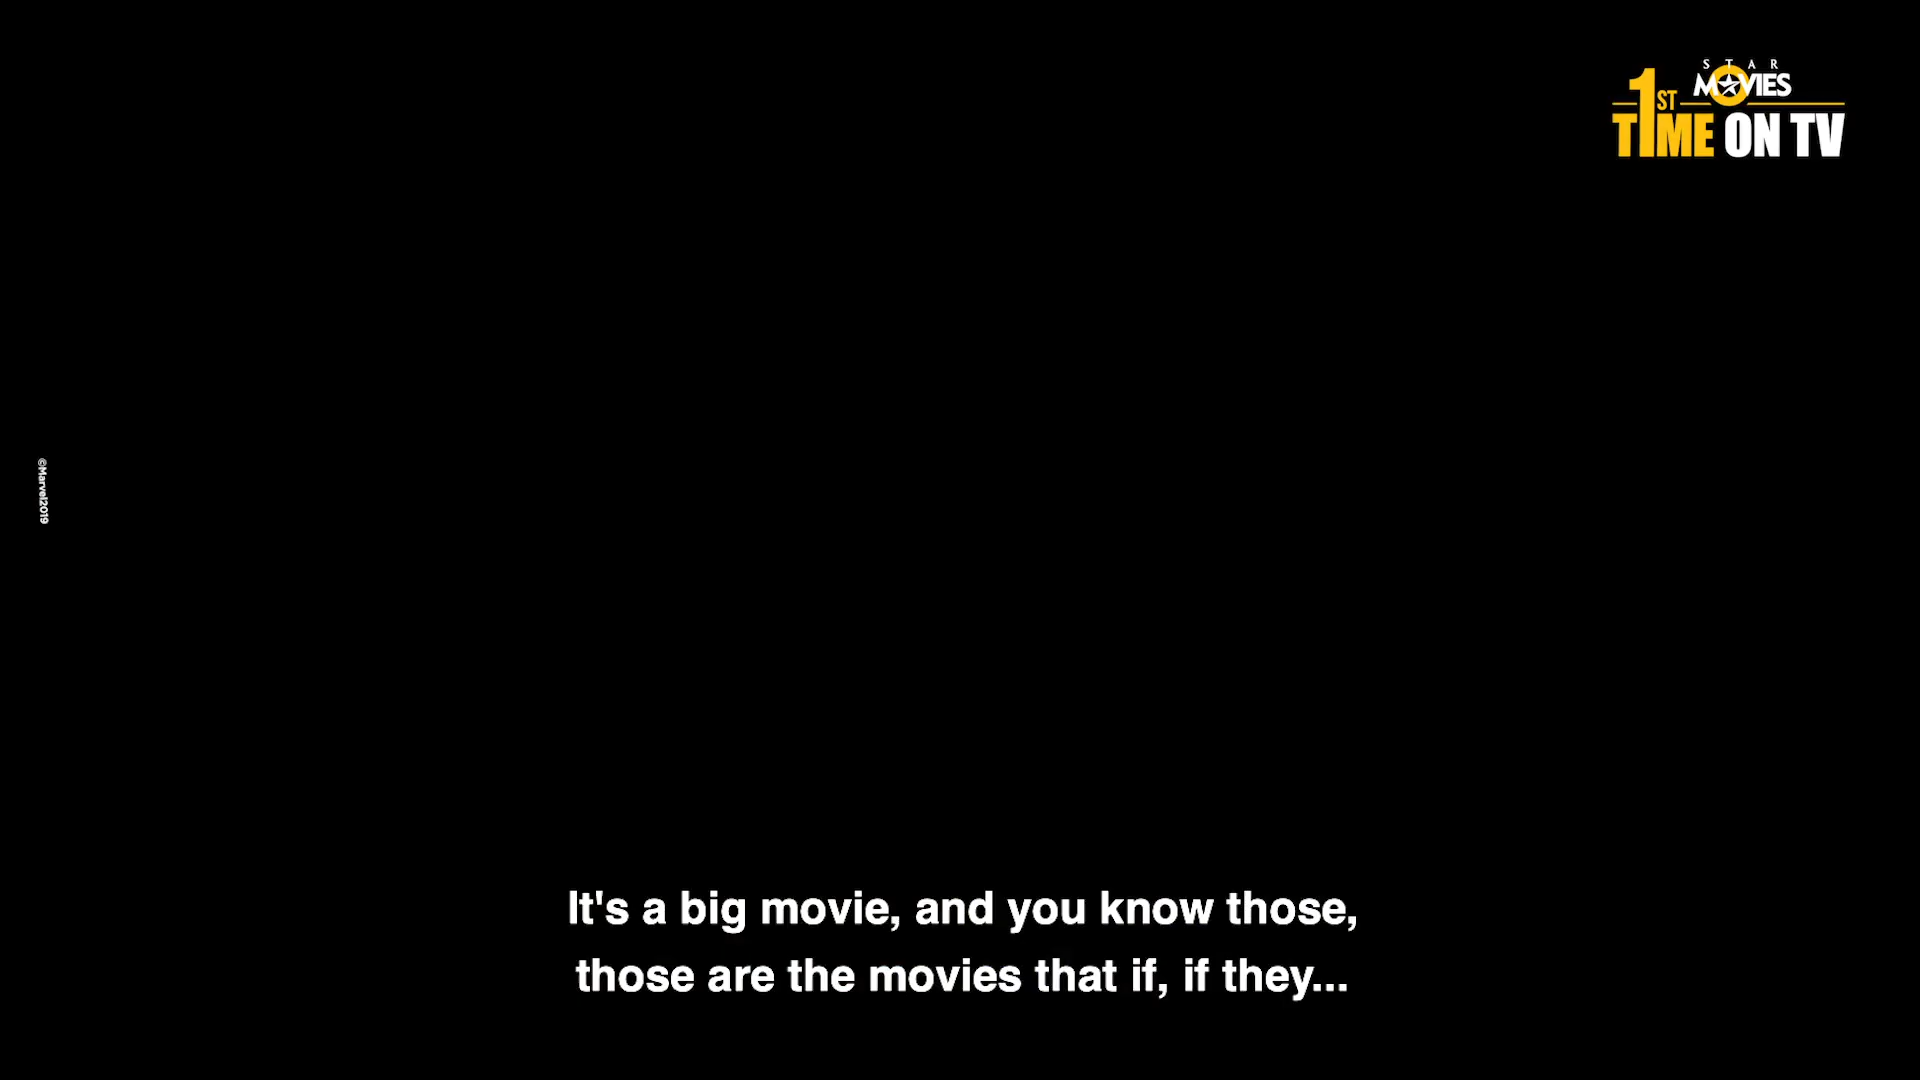 STAR
MOVIES
1ST
TIME ON TV
©Marvel2019
It's a big movie, and you know those,
those are the movies that if, if they...